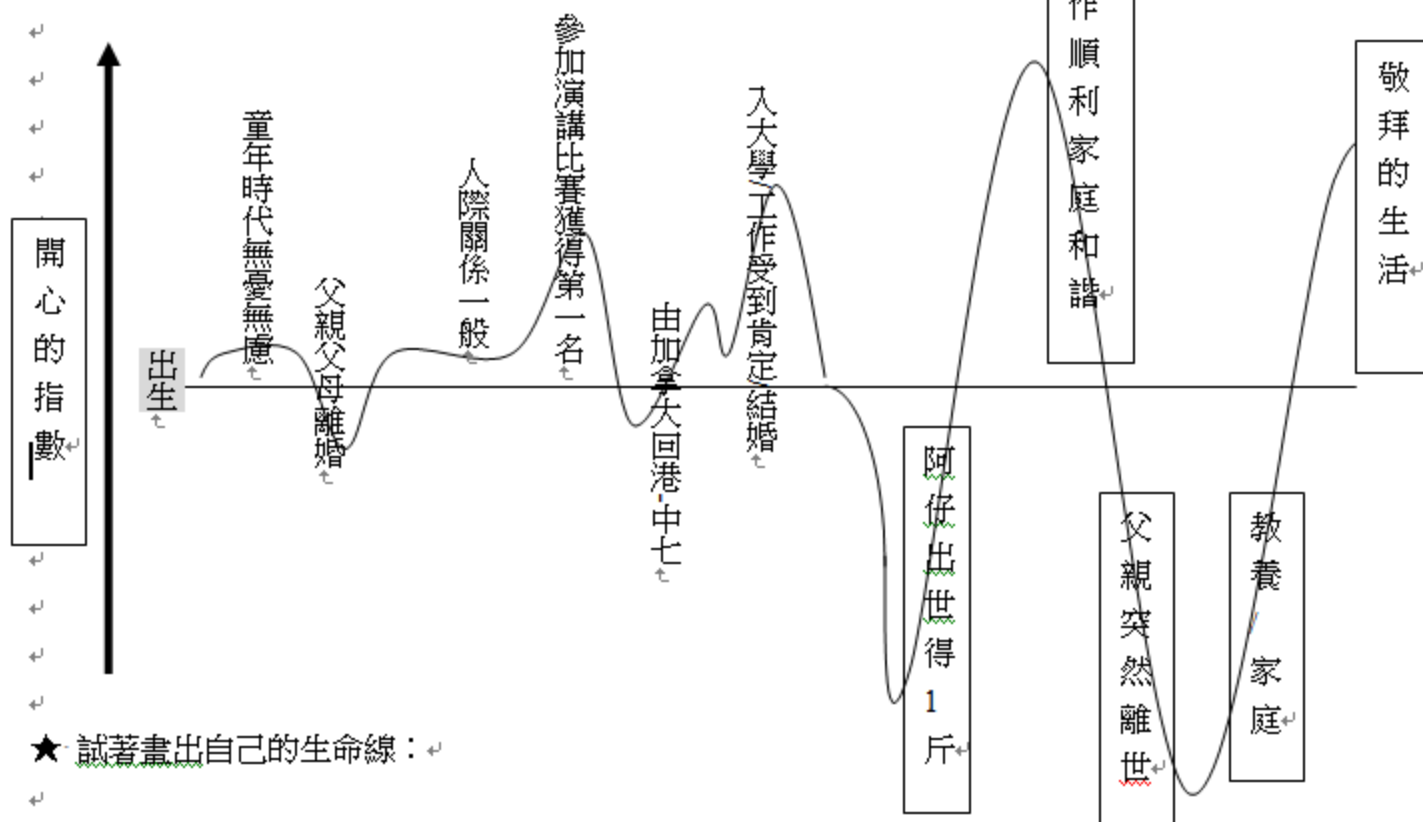 開心的指數
出生
童年時代無憂無慮
父親父母離婚
人際關係一般
參加演講比賽獲得第一名
由加拿大回港,中七
入大學/工作受到肯定/結婚
阿仔出世得1斤
作順利家庭和諧
父親突然離世
教養/家庭
敬拜的生活
★ 試著畫出自己的生命線：